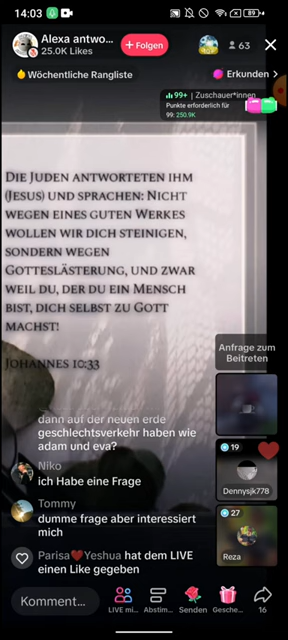 14:03
89
Alexa antwo...
25.0K Likes
+ Folgen
63
Wöchentliche Rangliste
Erkunden >
99+ | Zuschauer*innen
Punkte erforderlich für
99: 250.9K
Die Juden antworteten ihm
(Jesus) und sprachen: Nicht
wegen eines guten Werkes
wollen wir dich steinigen,
sondern wegen
Gotteslästerung, und zwar
weil du, der du ein Mensch
bist, dich selbst zu Gott
machst!
Johannes 10:33
Anfrage zum
Beitreten
dann auf der neuen erde
geschlechtsverkehr haben wie
adam und eva?
Niko
ich Habe eine Frage
19
Dennysjk778
Tommy
dumme frage aber interessiert
mich
27
Reza
Parisa❤️Yeshua hat dem LIVE
einen Like gegeben
Komment...
LIVE mi...
Abstim...
Senden
Gesche...
16